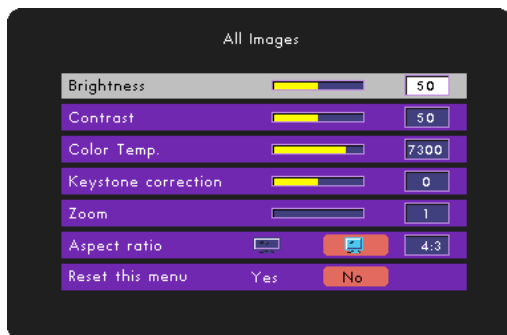 All Images
Brightness 50
Contrast 50
Color Temp. 7300
Keystone correction 0
Zoom 1
Aspect ratio 4:3
Reset this menu Yes No